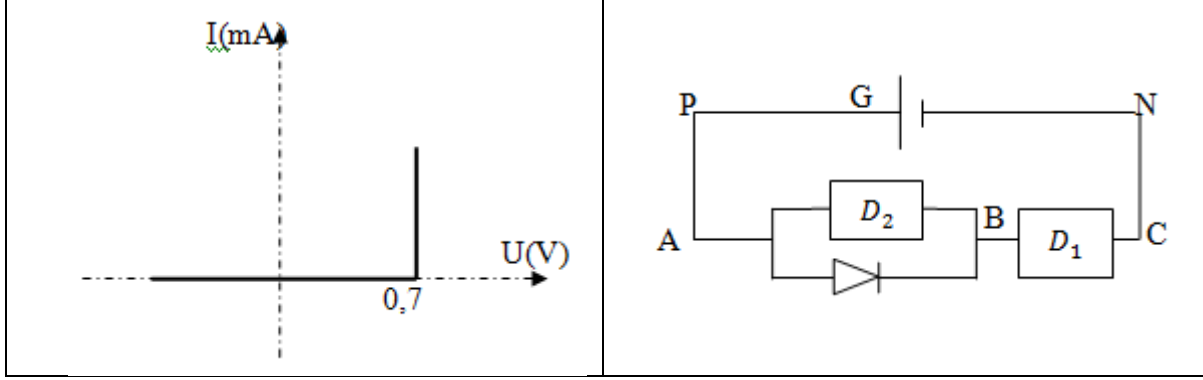 I(mA)
U(V)
0,7
P G N
D₂
A B C
D₁